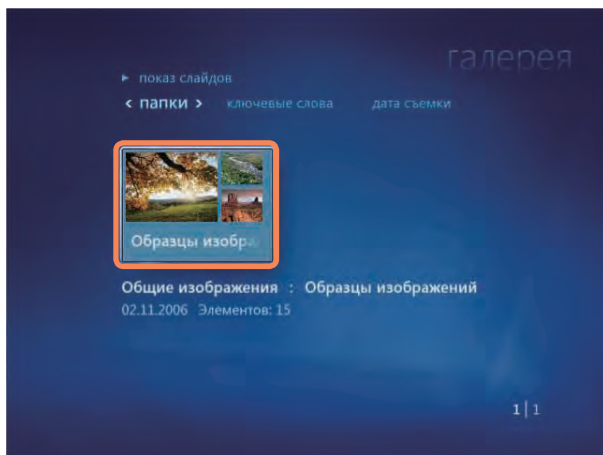 галерея
► показ слайдов
< папки > ключевые слова дата съемки
Образцы изобра
Общие изображения : Образцы изображений
02.11.2006 Элементов: 15
1|1